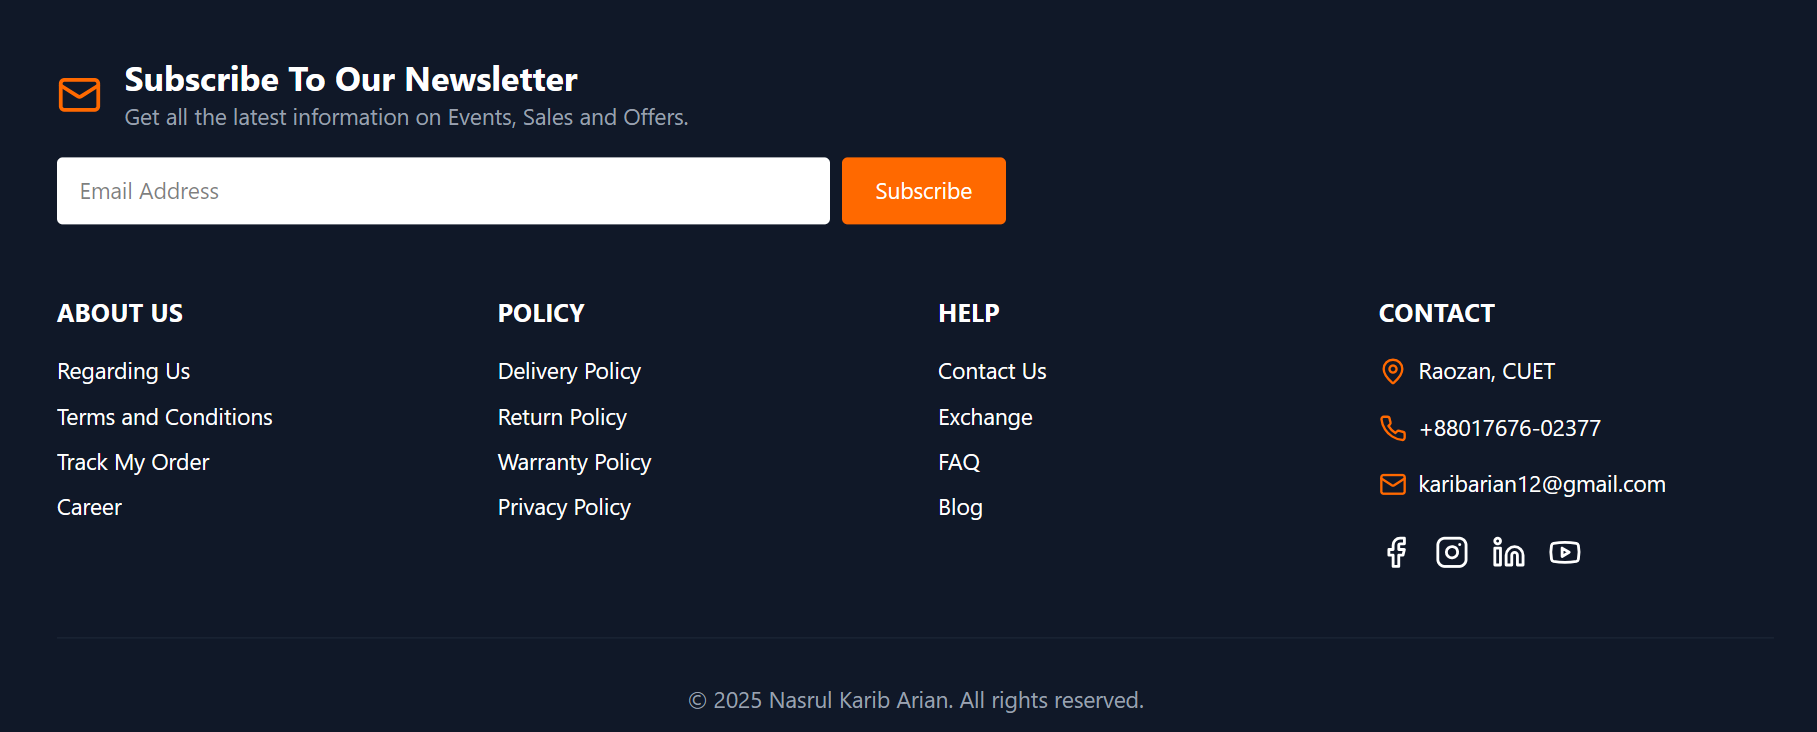 Subscribe To Our Newsletter
Get all the latest information on Events, Sales and Offers.
Email Address
Subscribe
ABOUT US
Regarding Us
Terms and Conditions
Track My Order
Career
POLICY
Delivery Policy
Return Policy
Warranty Policy
Privacy Policy
HELP
Contact Us
Exchange
FAQ
Blog
CONTACT
Raozan, CUET
+88017676-02377
karibarian12@gmail.com
© 2025 Nasrul Karib Arian. All rights reserved.